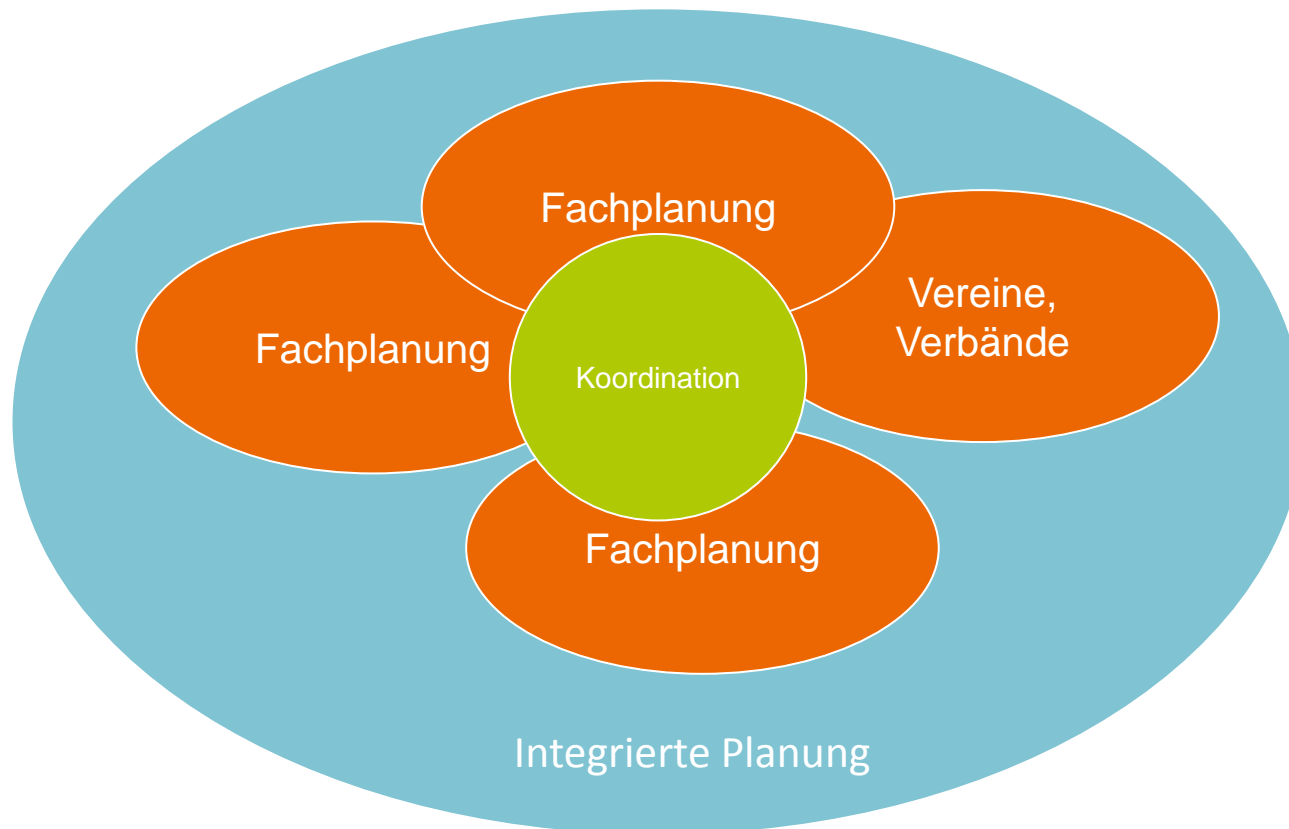 Fachplanung
Vereine,
Verbände
Fachplanung
Koordination
Fachplanung
Integrierte Planung